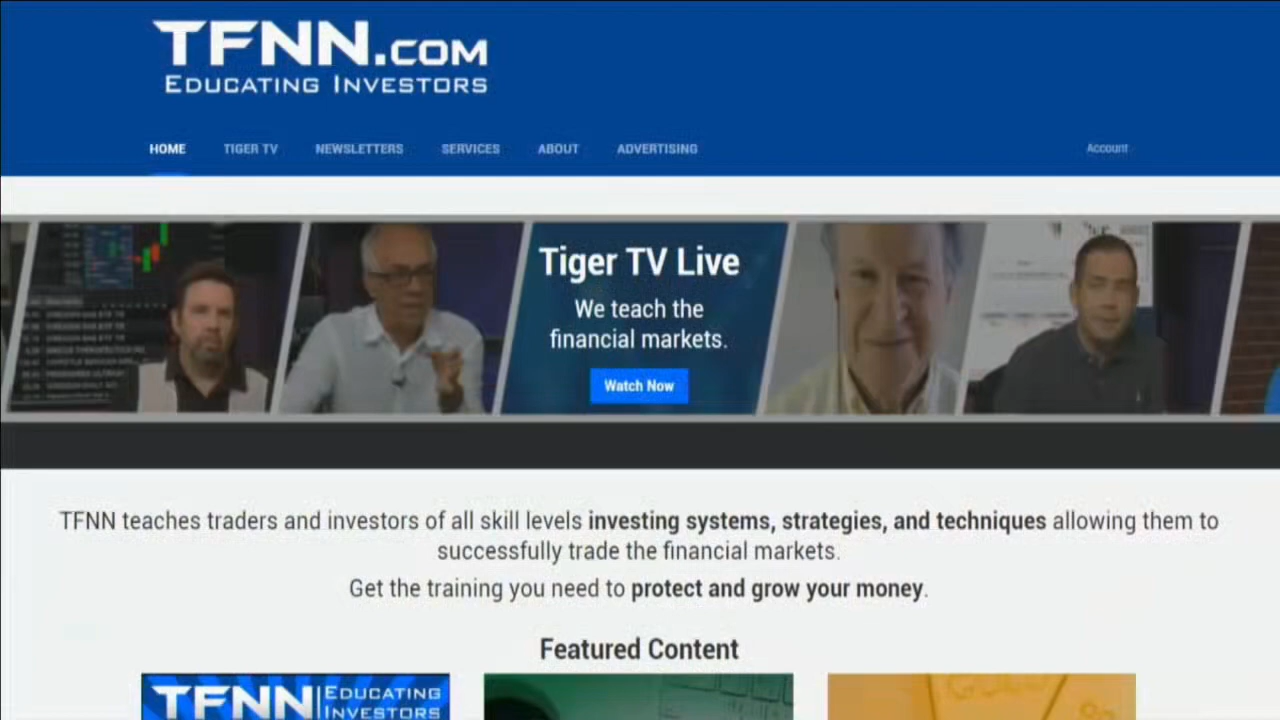 TFNN.COM
EDUCATING INVESTORS
HOME TIGER TV NEWSLETTERS SERVICES ABOUT ADVERTISING Account
Tiger TV Live
We teach the
financial markets.
Watch Now
TFNN teaches traders and investors of all skill levels investing systems, strategies, and techniques allowing them to
successfully trade the financial markets.
Get the training you need to protect and grow your money.
Featured Content
TFNN EDUCATING
INVESTORS
GOLD